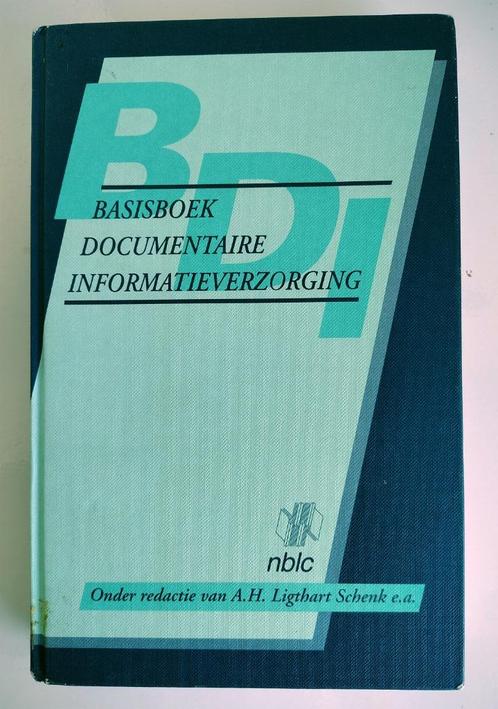 BDI
BASISBOEK
DOCUMENTAIRE
INFORMATIEVERZORGING
nblc
Onder redactie van A.H. Ligthart Schenk e.a.